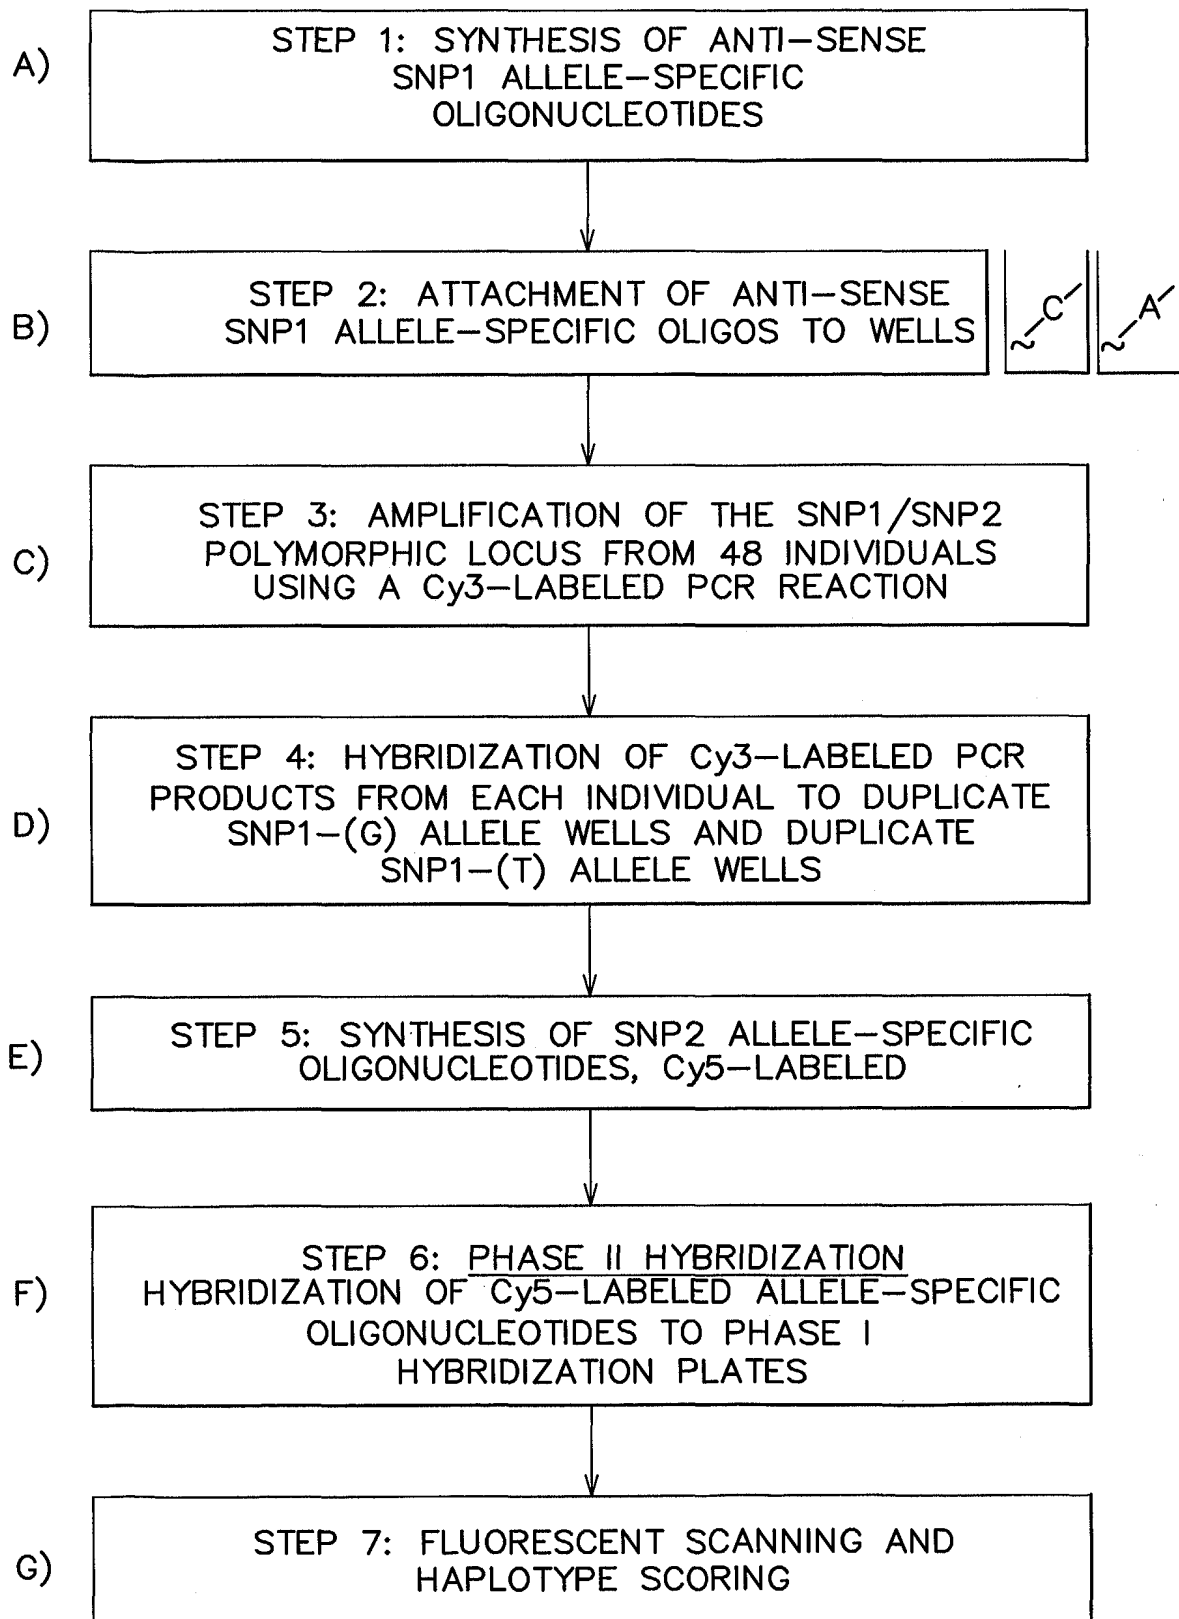 A)
STEP 1: SYNTHESIS OF ANTI-SENSE
SNP1 ALLELE-SPECIFIC
OLIGONUCLEOTIDES
B)
STEP 2: ATTACHMENT OF ANTI-SENSE
SNP1 ALLELE-SPECIFIC OLIGOS TO WELLS
C
A
C)
STEP 3: AMPLIFICATION OF THE SNP1/SNP2
POLYMORPHIC LOCUS FROM 48 INDIVIDUALS
USING A Cy3-LABELED PCR REACTION
D)
STEP 4: HYBRIDIZATION OF Cy3-LABELED PCR
PRODUCTS FROM EACH INDIVIDUAL TO DUPLICATE
SNP1-(G) ALLELE WELLS AND DUPLICATE
SNP1-(T) ALLELE WELLS
E)
STEP 5: SYNTHESIS OF SNP2 ALLELE-SPECIFIC
OLIGONUCLEOTIDES, Cy5-LABELED
F)
STEP 6: PHASE II HYBRIDIZATION
HYBRIDIZATION OF Cy5-LABELED ALLELE-SPECIFIC
OLIGONUCLEOTIDES TO PHASE I
HYBRIDIZATION PLATES
G)
STEP 7: FLUORESCENT SCANNING AND
HAPLOTYPE SCORING